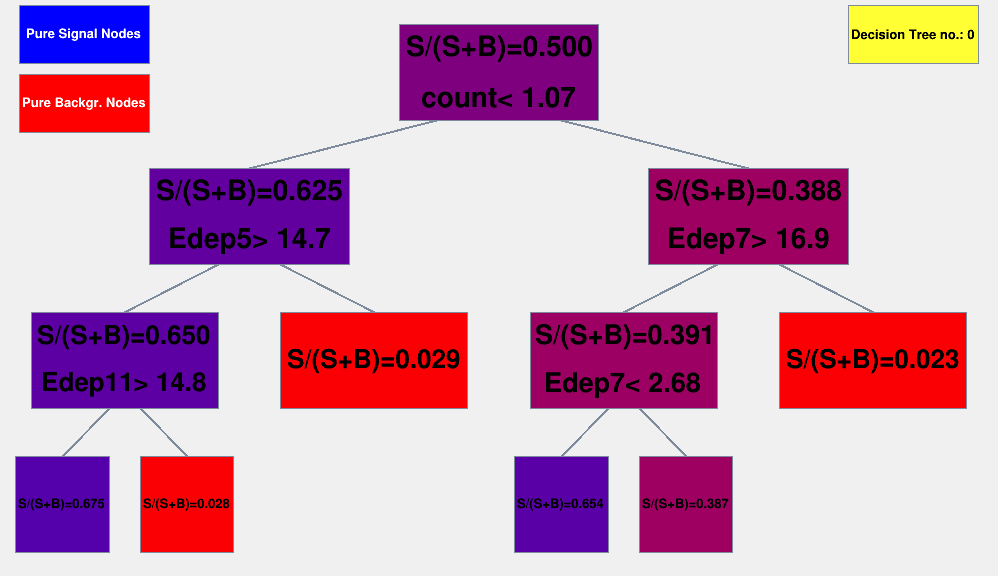 Pure Signal Nodes
Pure Backgr. Nodes
Decision Tree no.: 0
S/(S+B)=0.500
count< 1.07
S/(S+B)=0.625
Edep5> 14.7
S/(S+B)=0.388
Edep7> 16.9
S/(S+B)=0.650
Edep11> 14.8
S/(S+B)=0.029
S/(S+B)=0.391
Edep7< 2.68
S/(S+B)=0.023
S/(S+B)=0.675
S/(S+B)=0.028
S/(S+B)=0.654
S/(S+B)=0.387